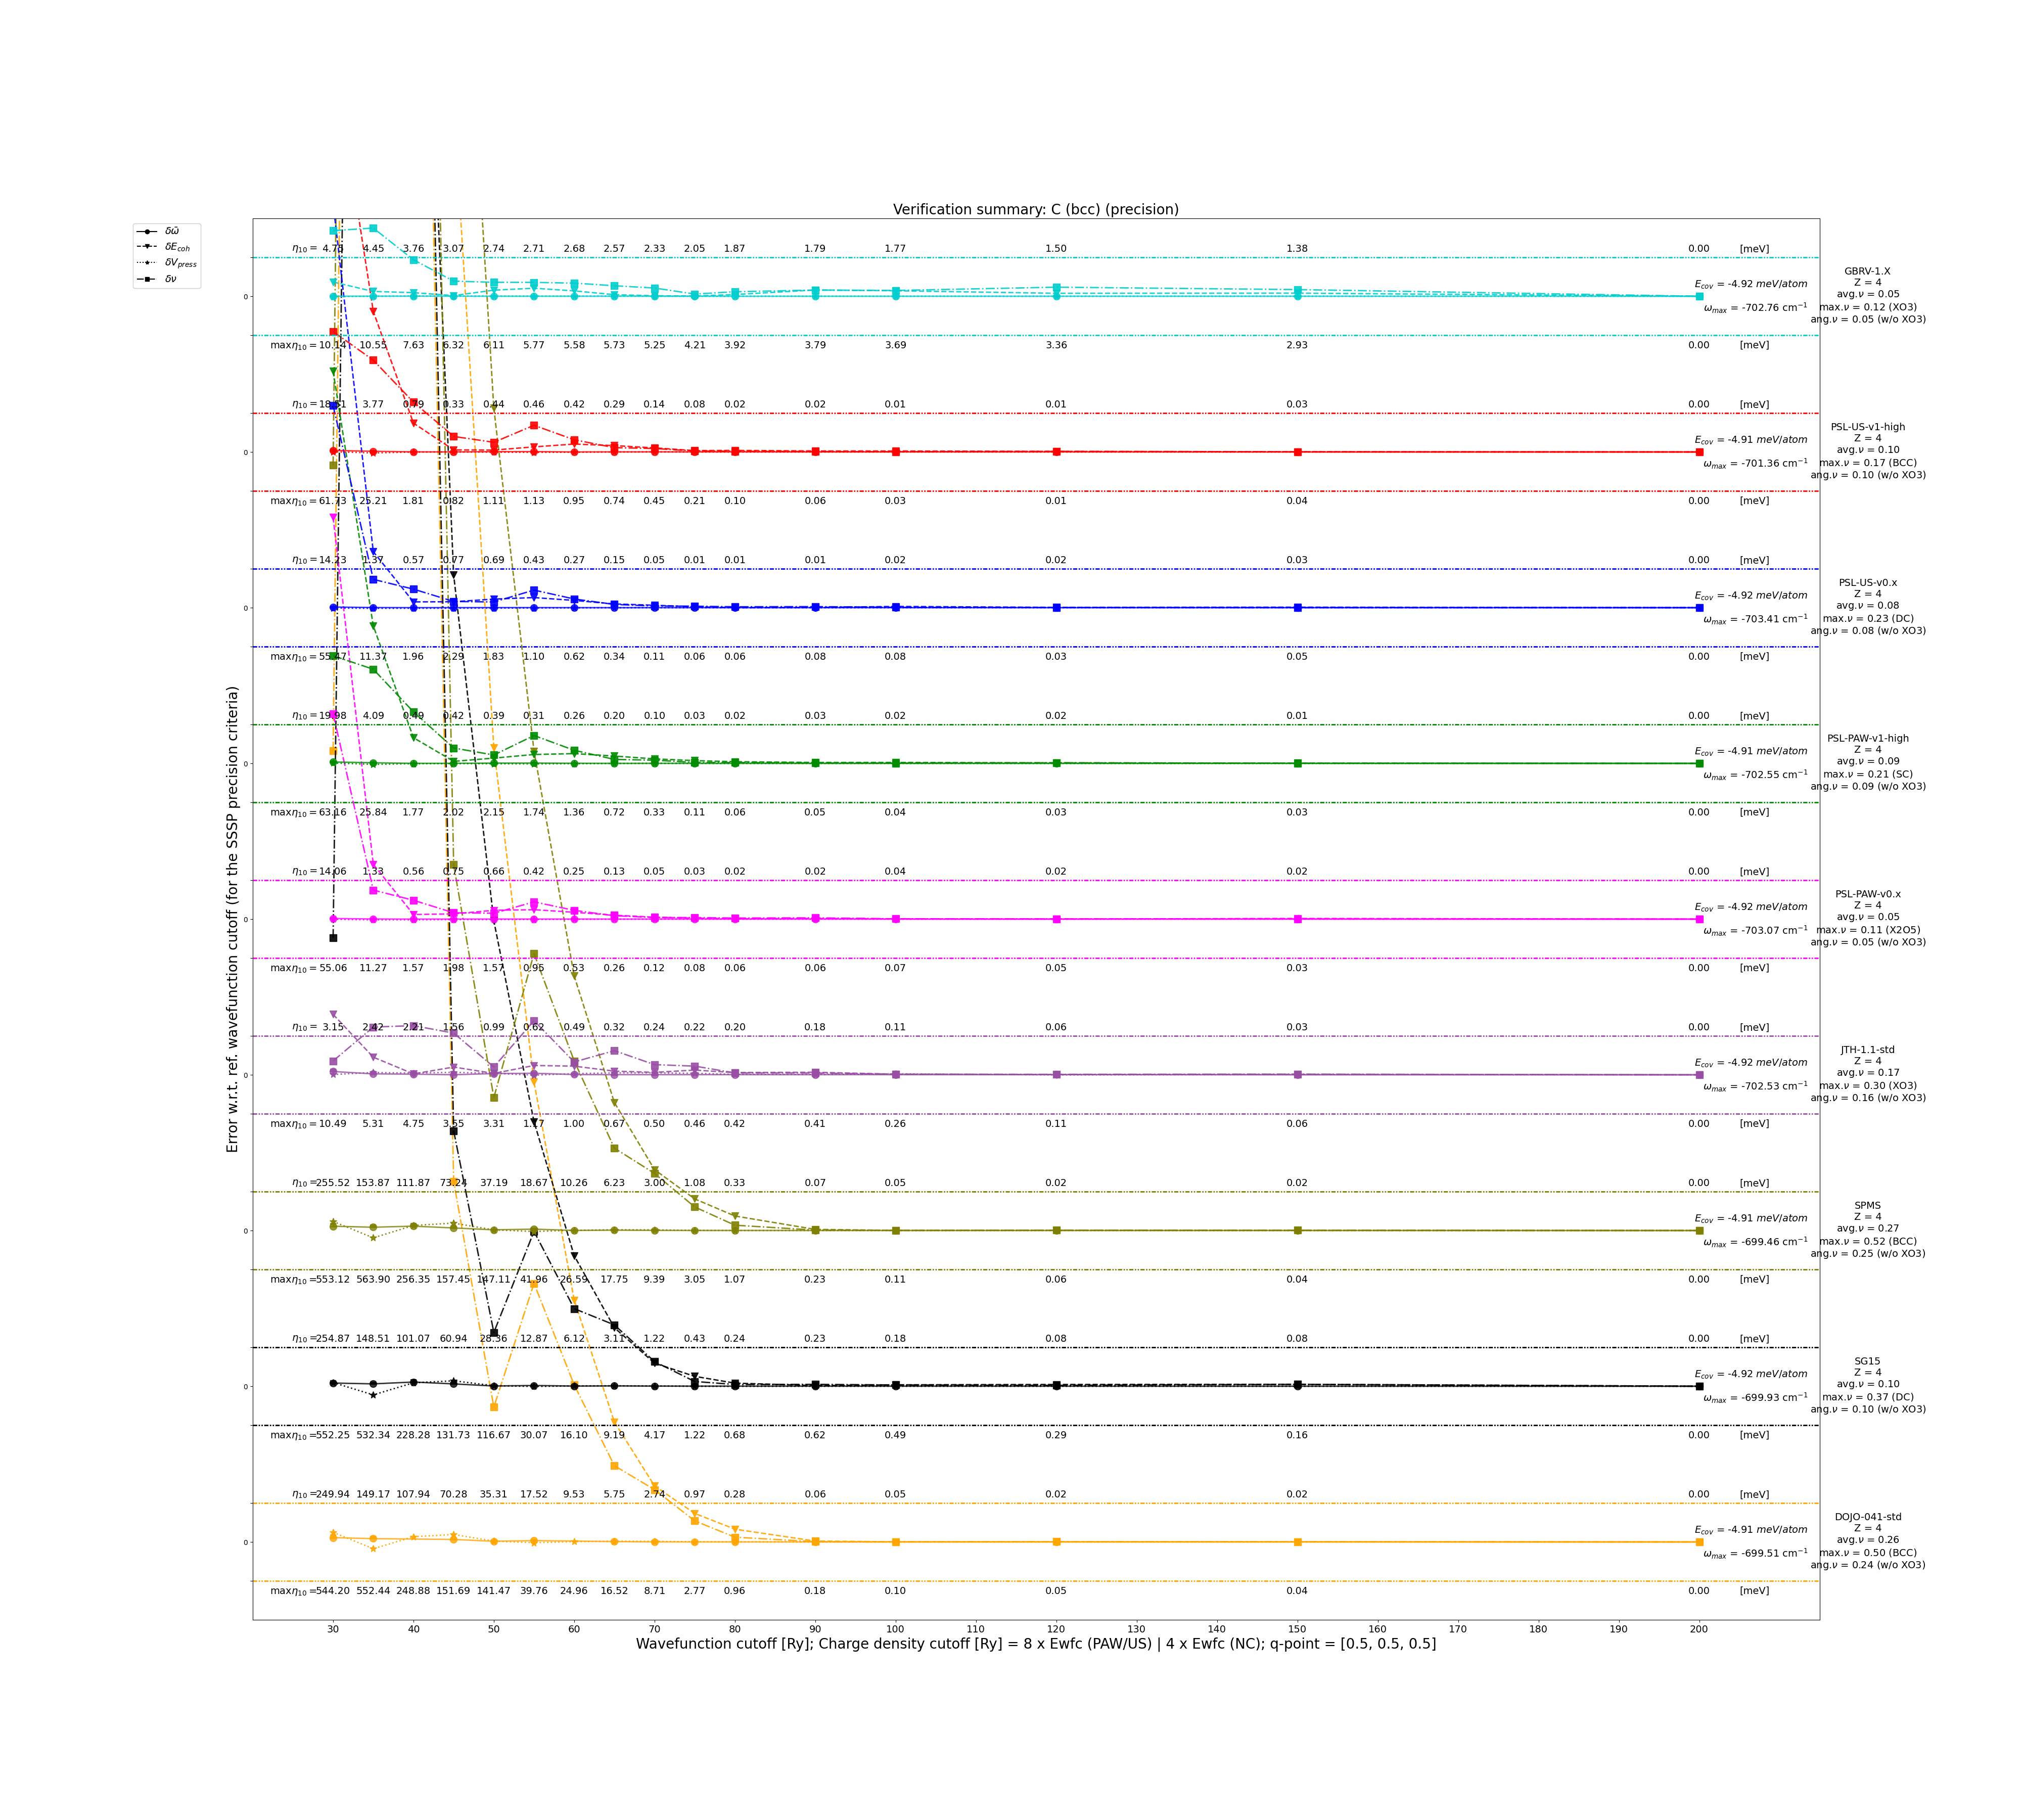 Verification summary: C (bcc) (precision)
δω̄
δE_coh
δV_press
δν
Error w.r.t. ref. wavefunction cutoff (for the SSSP precision criteria)
η₁₀ = 4.45 3.76 3.07 2.74 2.71 2.68 2.57 2.33 2.05 1.87 1.79 1.77 1.50 1.38 0.00 [meV]
0
E_cov = -4.92 meV/atom
ω_max = -702.76 cm⁻¹
maxη₁₀ = 10.14 10.55 7.63 6.32 6.11 5.77 5.58 5.73 5.25 4.21 3.92 3.79 3.69 3.36 2.93 0.00 [meV]
GBRV-1.X
Z = 4
avg.ν = 0.05
max.ν = 0.12 (XO3)
ang.ν = 0.05 (w/o XO3)
η₁₀ = 3.77 0.79 0.33 0.44 0.46 0.42 0.29 0.14 0.08 0.02 0.02 0.01 0.01 0.03 0.00 [meV]
0
E_cov = -4.91 meV/atom
ω_max = -701.36 cm⁻¹
maxη₁₀ = 61.73 25.21 1.81 0.82 1.11 1.13 0.95 0.74 0.45 0.21 0.10 0.06 0.03 0.01 0.04 0.00 [meV]
PSL-US-v1-high
Z = 4
avg.ν = 0.10
max.ν = 0.17 (BCC)
ang.ν = 0.10 (w/o XO3)
η₁₀ = 14.23 1.37 0.57 0.77 0.69 0.43 0.27 0.15 0.05 0.01 0.01 0.01 0.02 0.02 0.03 0.00 [meV]
0
E_cov = -4.92 meV/atom
ω_max = -703.41 cm⁻¹
maxη₁₀ = 11.37 1.96 2.29 1.83 1.10 0.62 0.34 0.11 0.06 0.06 0.08 0.08 0.03 0.05 0.00 [meV]
PSL-US-v0.x
Z = 4
avg.ν = 0.08
max.ν = 0.23 (DC)
ang.ν = 0.08 (w/o XO3)
η₁₀ = 19.98 4.09 0.49 0.42 0.39 0.31 0.26 0.20 0.10 0.03 0.02 0.03 0.02 0.02 0.01 0.00 [meV]
0
E_cov = -4.91 meV/atom
ω_max = -702.55 cm⁻¹
maxη₁₀ = 63.16 25.84 1.77 2.02 2.15 1.74 1.36 0.72 0.33 0.11 0.06 0.05 0.04 0.03 0.03 0.00 [meV]
PSL-PAW-v1-high
Z = 4
avg.ν = 0.09
max.ν = 0.21 (SC)
ang.ν = 0.09 (w/o XO3)
η₁₀ = 14.06 1.33 0.56 0.75 0.66 0.42 0.25 0.13 0.05 0.03 0.02 0.02 0.04 0.02 0.02 0.00 [meV]
0
E_cov = -4.92 meV/atom
ω_max = -703.07 cm⁻¹
maxη₁₀ = 55.06 11.27 1.57 1.98 1.57 0.95 0.53 0.26 0.12 0.08 0.06 0.06 0.07 0.05 0.03 0.00 [meV]
PSL-PAW-v0.x
Z = 4
avg.ν = 0.05
max.ν = 0.11 (X2O5)
ang.ν = 0.05 (w/o XO3)
η₁₀ = 3.15 2.42 2.21 1.56 0.99 0.62 0.49 0.32 0.24 0.22 0.20 0.18 0.11 0.06 0.03 0.00 [meV]
0
E_cov = -4.92 meV/atom
ω_max = -702.53 cm⁻¹
maxη₁₀ = 10.49 5.31 4.75 3.55 3.31 1.17 1.00 0.67 0.50 0.46 0.42 0.41 0.26 0.11 0.06 0.00 [meV]
JTH-1.1-std
Z = 4
avg.ν = 0.17
max.ν = 0.30 (XO3)
ang.ν = 0.16 (w/o XO3)
η₁₀ = 255.52 153.87 111.87 73.24 37.19 18.67 10.26 6.23 3.00 1.08 0.33 0.07 0.05 0.02 0.02 0.00 [meV]
0
E_cov = -4.91 meV/atom
ω_max = -699.46 cm⁻¹
maxη₁₀ = 553.12 563.90 256.35 157.45 147.11 41.96 26.59 17.75 9.39 3.05 1.07 0.23 0.11 0.06 0.04 0.00 [meV]
SPMS
Z = 4
avg.ν = 0.27
max.ν = 0.52 (BCC)
ang.ν = 0.25 (w/o XO3)
η₁₀ = 254.87 148.51 101.07 60.94 28.36 12.87 6.12 3.11 1.22 0.43 0.24 0.23 0.18 0.08 0.08 0.00 [meV]
0
E_cov = -4.92 meV/atom
ω_max = -699.93 cm⁻¹
maxη₁₀ = 552.25 532.34 228.28 131.73 116.67 30.07 16.10 9.19 4.17 1.22 0.68 0.62 0.49 0.29 0.16 0.00 [meV]
SG15
Z = 4
avg.ν = 0.10
max.ν = 0.37 (DC)
ang.ν = 0.10 (w/o XO3)
η₁₀ = 249.94 149.17 107.94 70.28 35.31 17.52 9.53 5.75 2.74 0.97 0.28 0.06 0.05 0.02 0.02 0.00 [meV]
0
E_cov = -4.91 meV/atom
ω_max = -699.51 cm⁻¹
maxη₁₀ = 544.20 552.44 248.88 151.69 141.47 39.76 24.96 16.52 8.71 2.77 0.96 0.18 0.10 0.05 0.04 0.00 [meV]
DOJO-041-std
Z = 4
avg.ν = 0.26
max.ν = 0.50 (BCC)
ang.ν = 0.24 (w/o XO3)
30 40 50 60 70 80 90 100 110 120 130 140 150 160 170 180 190 200
Wavefunction cutoff [Ry]; Charge density cutoff [Ry] = 8 x Ewfc (PAW/US) | 4 x Ewfc (NC); q-point = [0.5, 0.5, 0.5]